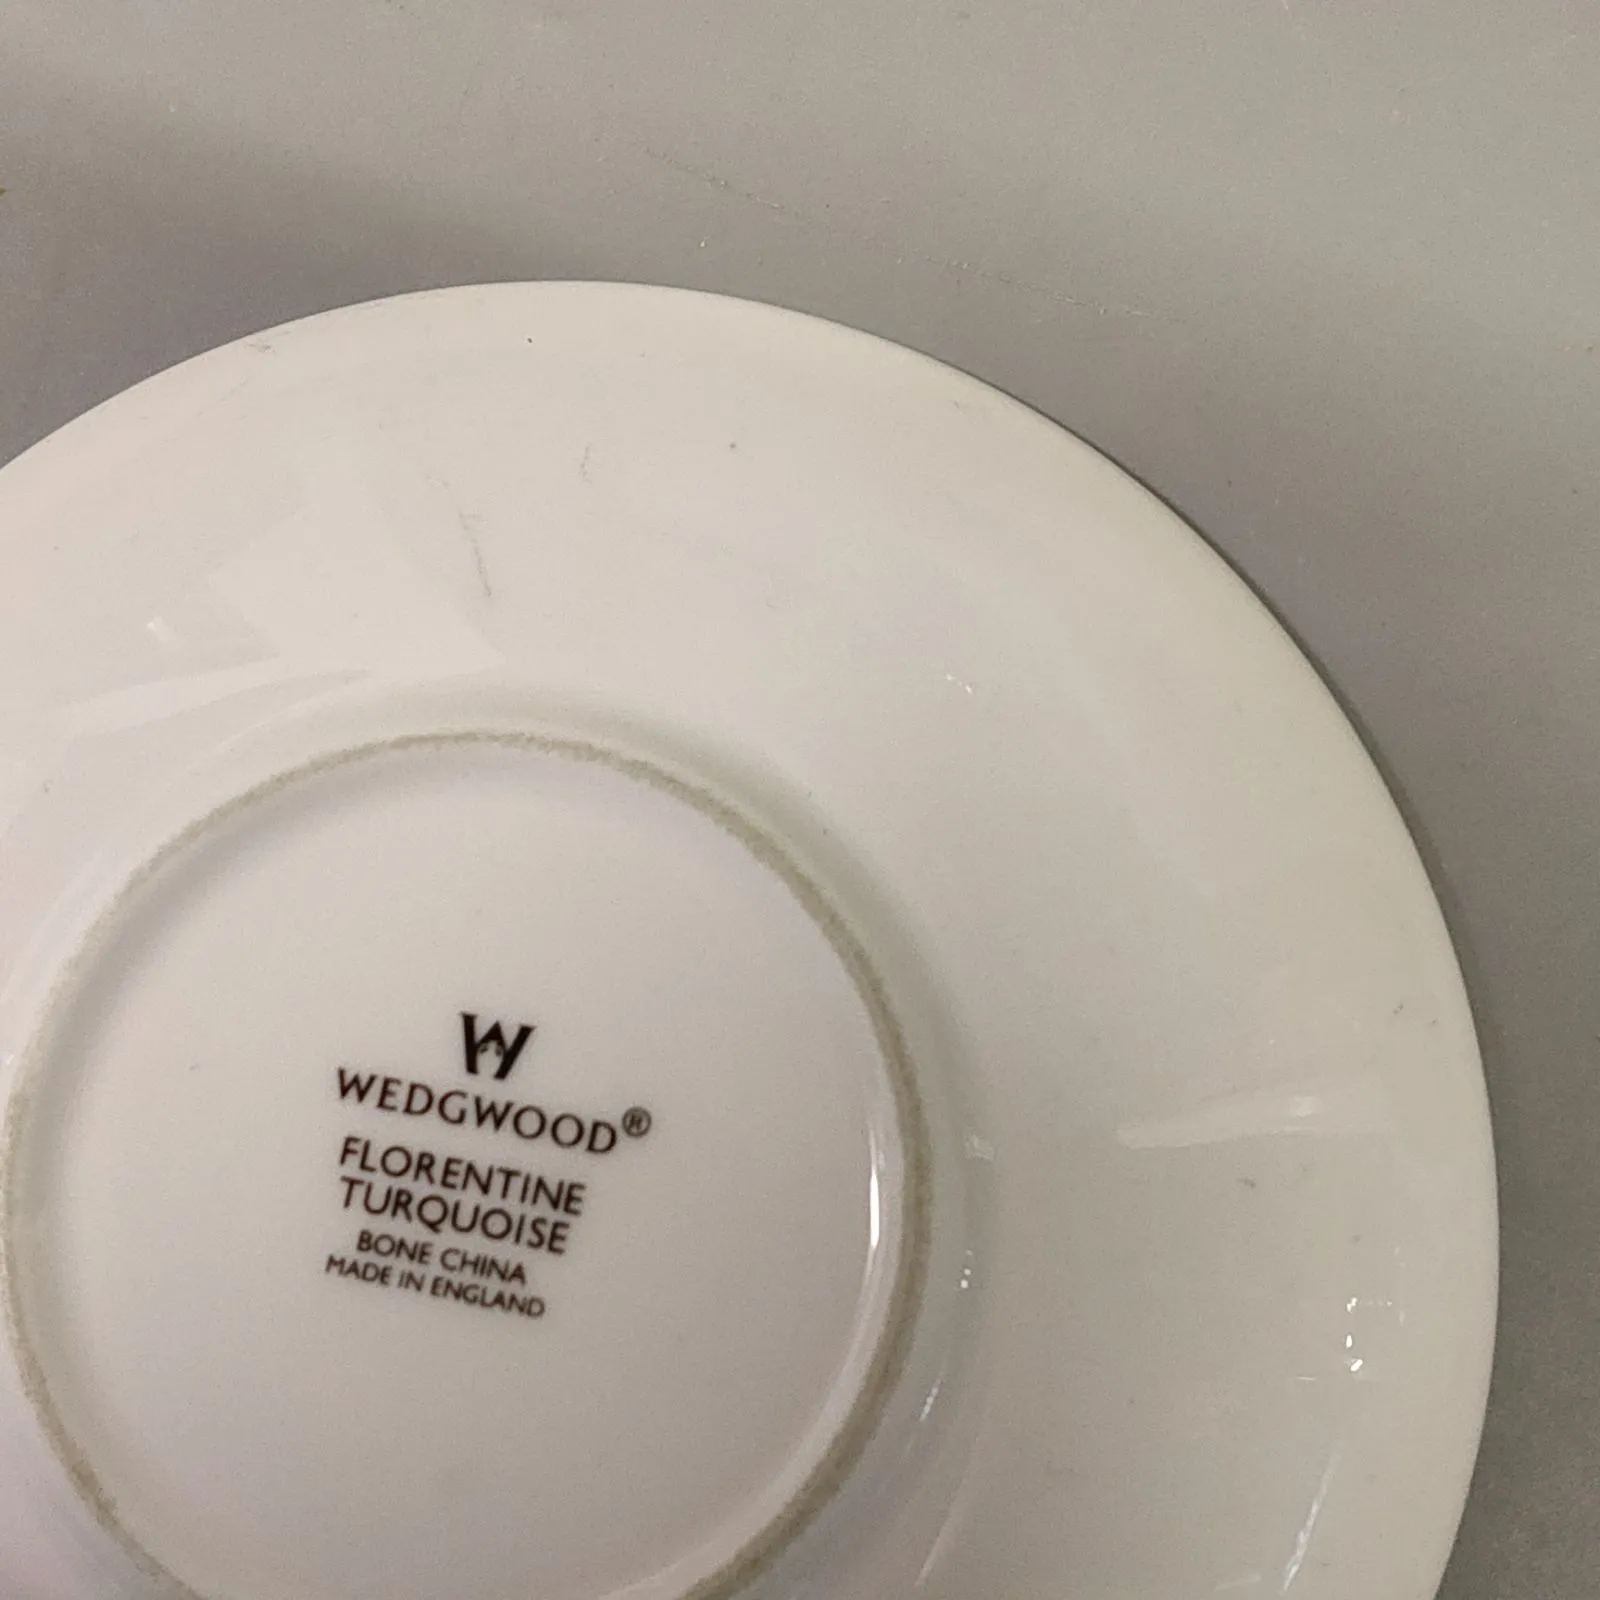 W
WEDGWOOD®
FLORENTINE
TURQUOISE
BONE CHINA
MADE IN ENGLAND